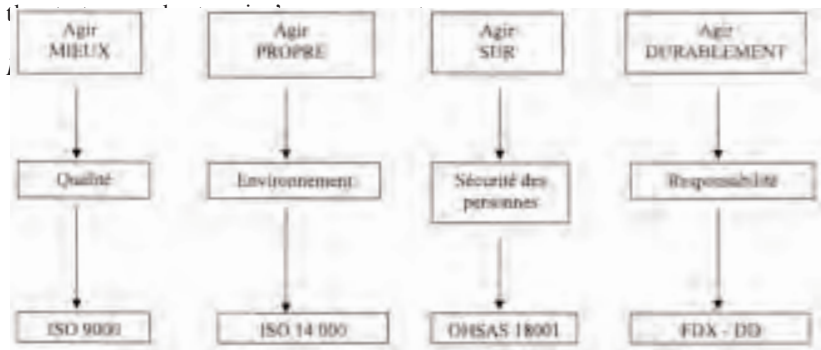 Agir
MIEUX
Agir
PROPRE
Agir
SUR
Agir
DURABLEMENT
Qualité
Environnement
Sécurité des
personnes
Responsabilité
ISO 9000
ISO 14 000
OHSAS 18001
FDX - DD